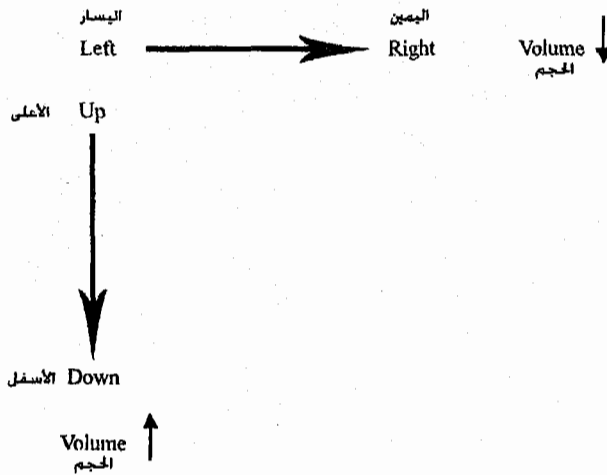 اليسار
اليمين
Left
Right
Volume
الحجم
الأعلى Up
الأسفل Down
Volume
الحجم